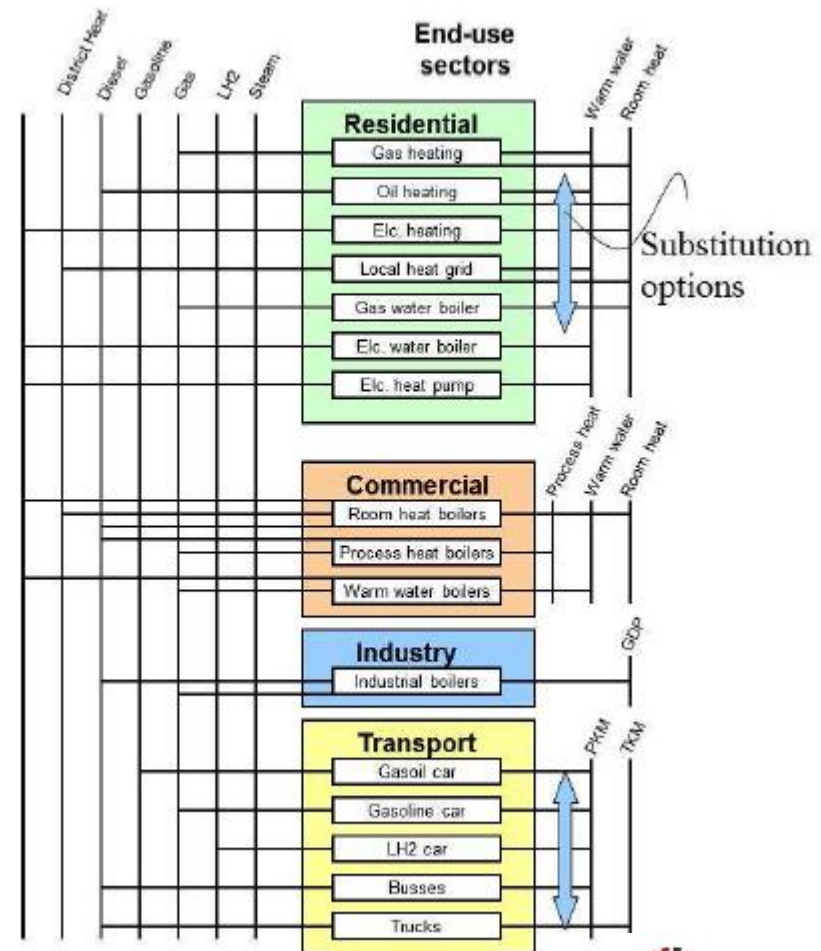 End-use
sectors
District Heat
Diesel
Gasoline
Gas
LH2
Steam
Warm water
Room heat
Residential
Gas heating
Oil heating
Elc. heating
Local heat grid
Gas water boiler
Elc. water boiler
Elc. heat pump
Substitution
options
Process heat
Warm water
Room heat
Commercial
Room heat boilers
Process heat boilers
Warm water boilers
GDP
Industry
Industrial boilers
PKM
TKM
Transport
Gasoil car
Gasoline car
LH2 car
Busses
Trucks